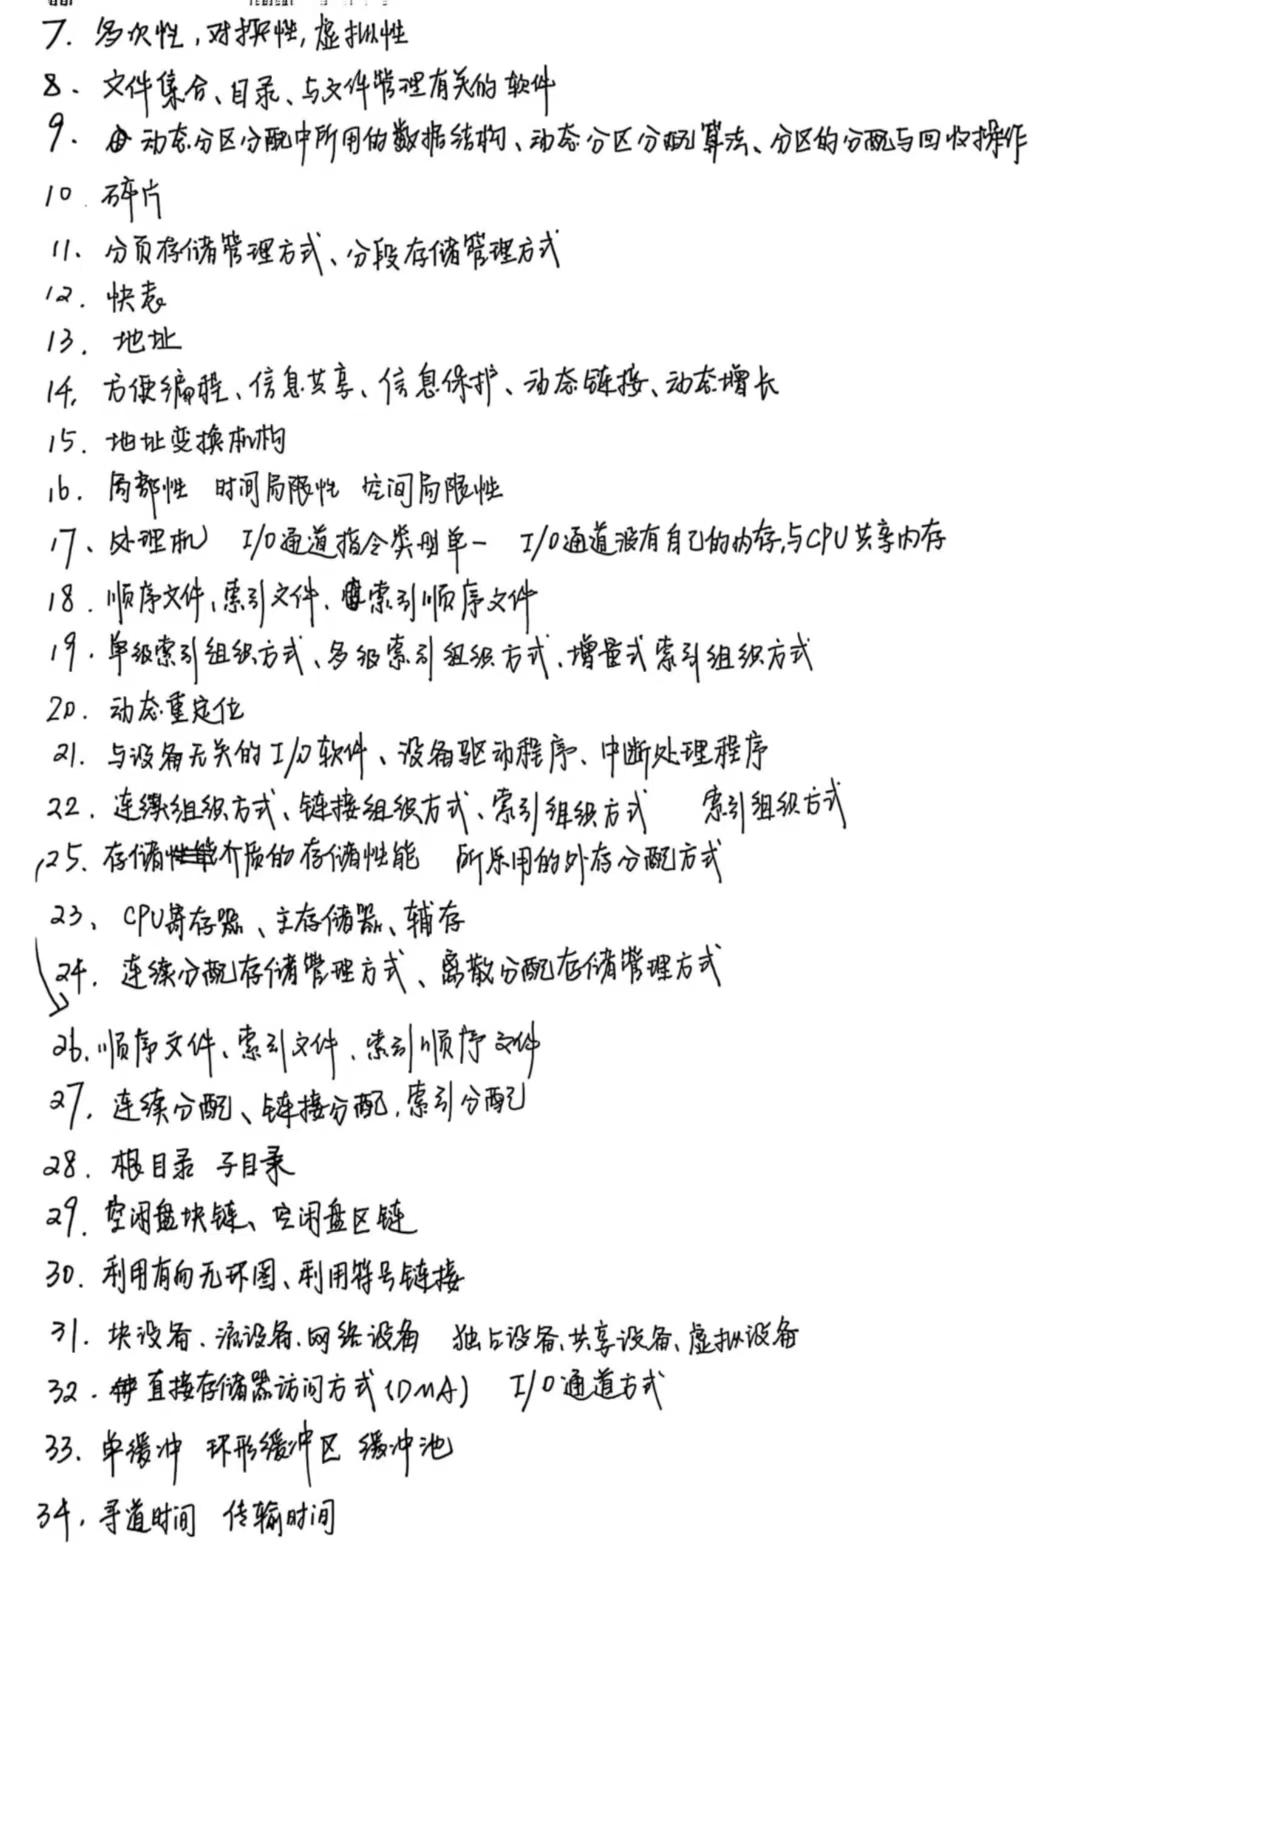 7. 多次性,对换性,虚拟性
8、文件集合、目录、与文件管理有关的软件
9. 动态分区分配中所用的数据结构、动态分区分配算法、分区的分配与回收操作
10. 碎片
11、分页存储管理方式、分段存储管理方式
12. 快表
13. 地址
14. 方便编程、信息共享、信息保护、动态链接、动态增长
15. 地址变换机构
16. 局部性 时间局限性 空间局限性
17、处理机 I/O通道指令类型单一 I/O通道没有自己的内存,与CPU共享内存
18. 顺序文件、索引文件、索引顺序文件
19. 单级索引组织方式、多级索引组织方式、增量式索引组织方式
20. 动态重定位
21. 与设备无关的I/O软件、设备驱动程序、中断处理程序
22. 连续组织方式、链接组织方式、索引组织方式 索引组织方式
25. 存储介质的存储性能 所采用的外存分配方式
23、CPU寄存器、主存储器、辅存
24. 连续分配存储管理方式、离散分配存储管理方式
26. 顺序文件、索引文件、索引顺序文件
27. 连续分配、链接分配、索引分配
28. 根目录 子目录
29. 空闲盘块链、空闲盘区链
30. 利用有向无环图、利用符号链接
31. 块设备、流设备、网络设备 独占设备、共享设备、虚拟设备
32. 直接存储器访问方式(DMA) I/O通道方式
33. 单缓冲 环形缓冲区 缓冲池
34. 寻道时间 传输时间